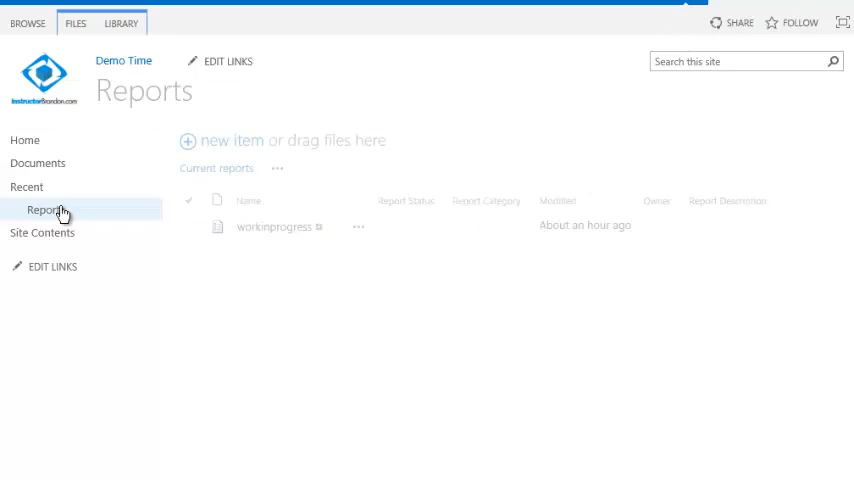 BROWSE FILES LIBRARY SHARE FOLLOW
InstructorBrandon.com
Demo Time EDIT LINKS Search this site
Reports
Home
Documents
Recent
Reports
Site Contents
EDIT LINKS
new item or drag files here
Current reports ...
Name Report Status Report Category Modified Owner Report Description
workinprogress ... About an hour ago